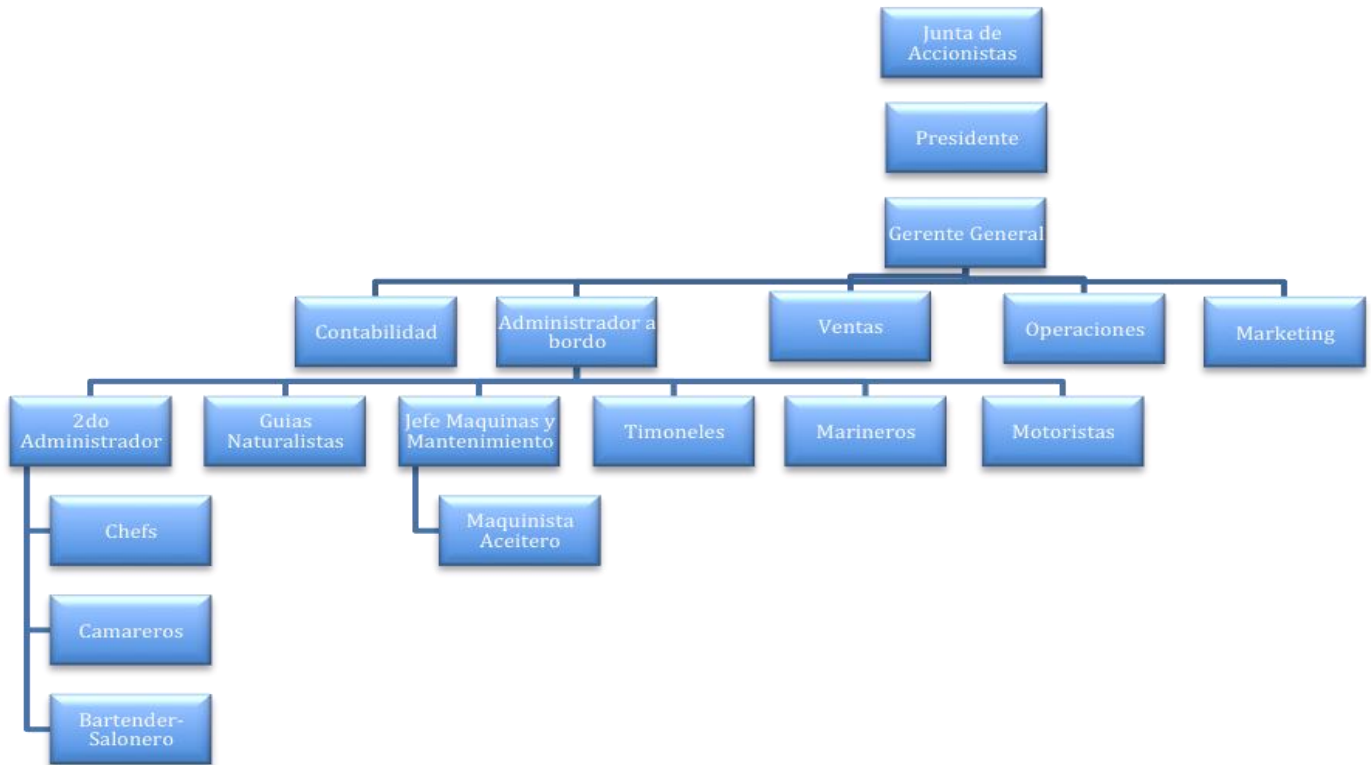 Junta de
Accionistas
Presidente
Gerente General
Contabilidad
Administrador a
bordo
Ventas
Operaciones
Marketing
2do
Administrador
Guias
Naturalistas
Jefe Maquinas y
Mantenimiento
Timoneles
Marineros
Motoristas
Chefs
Maquinista
Aceitero
Camareros
Bartender-
Salonero